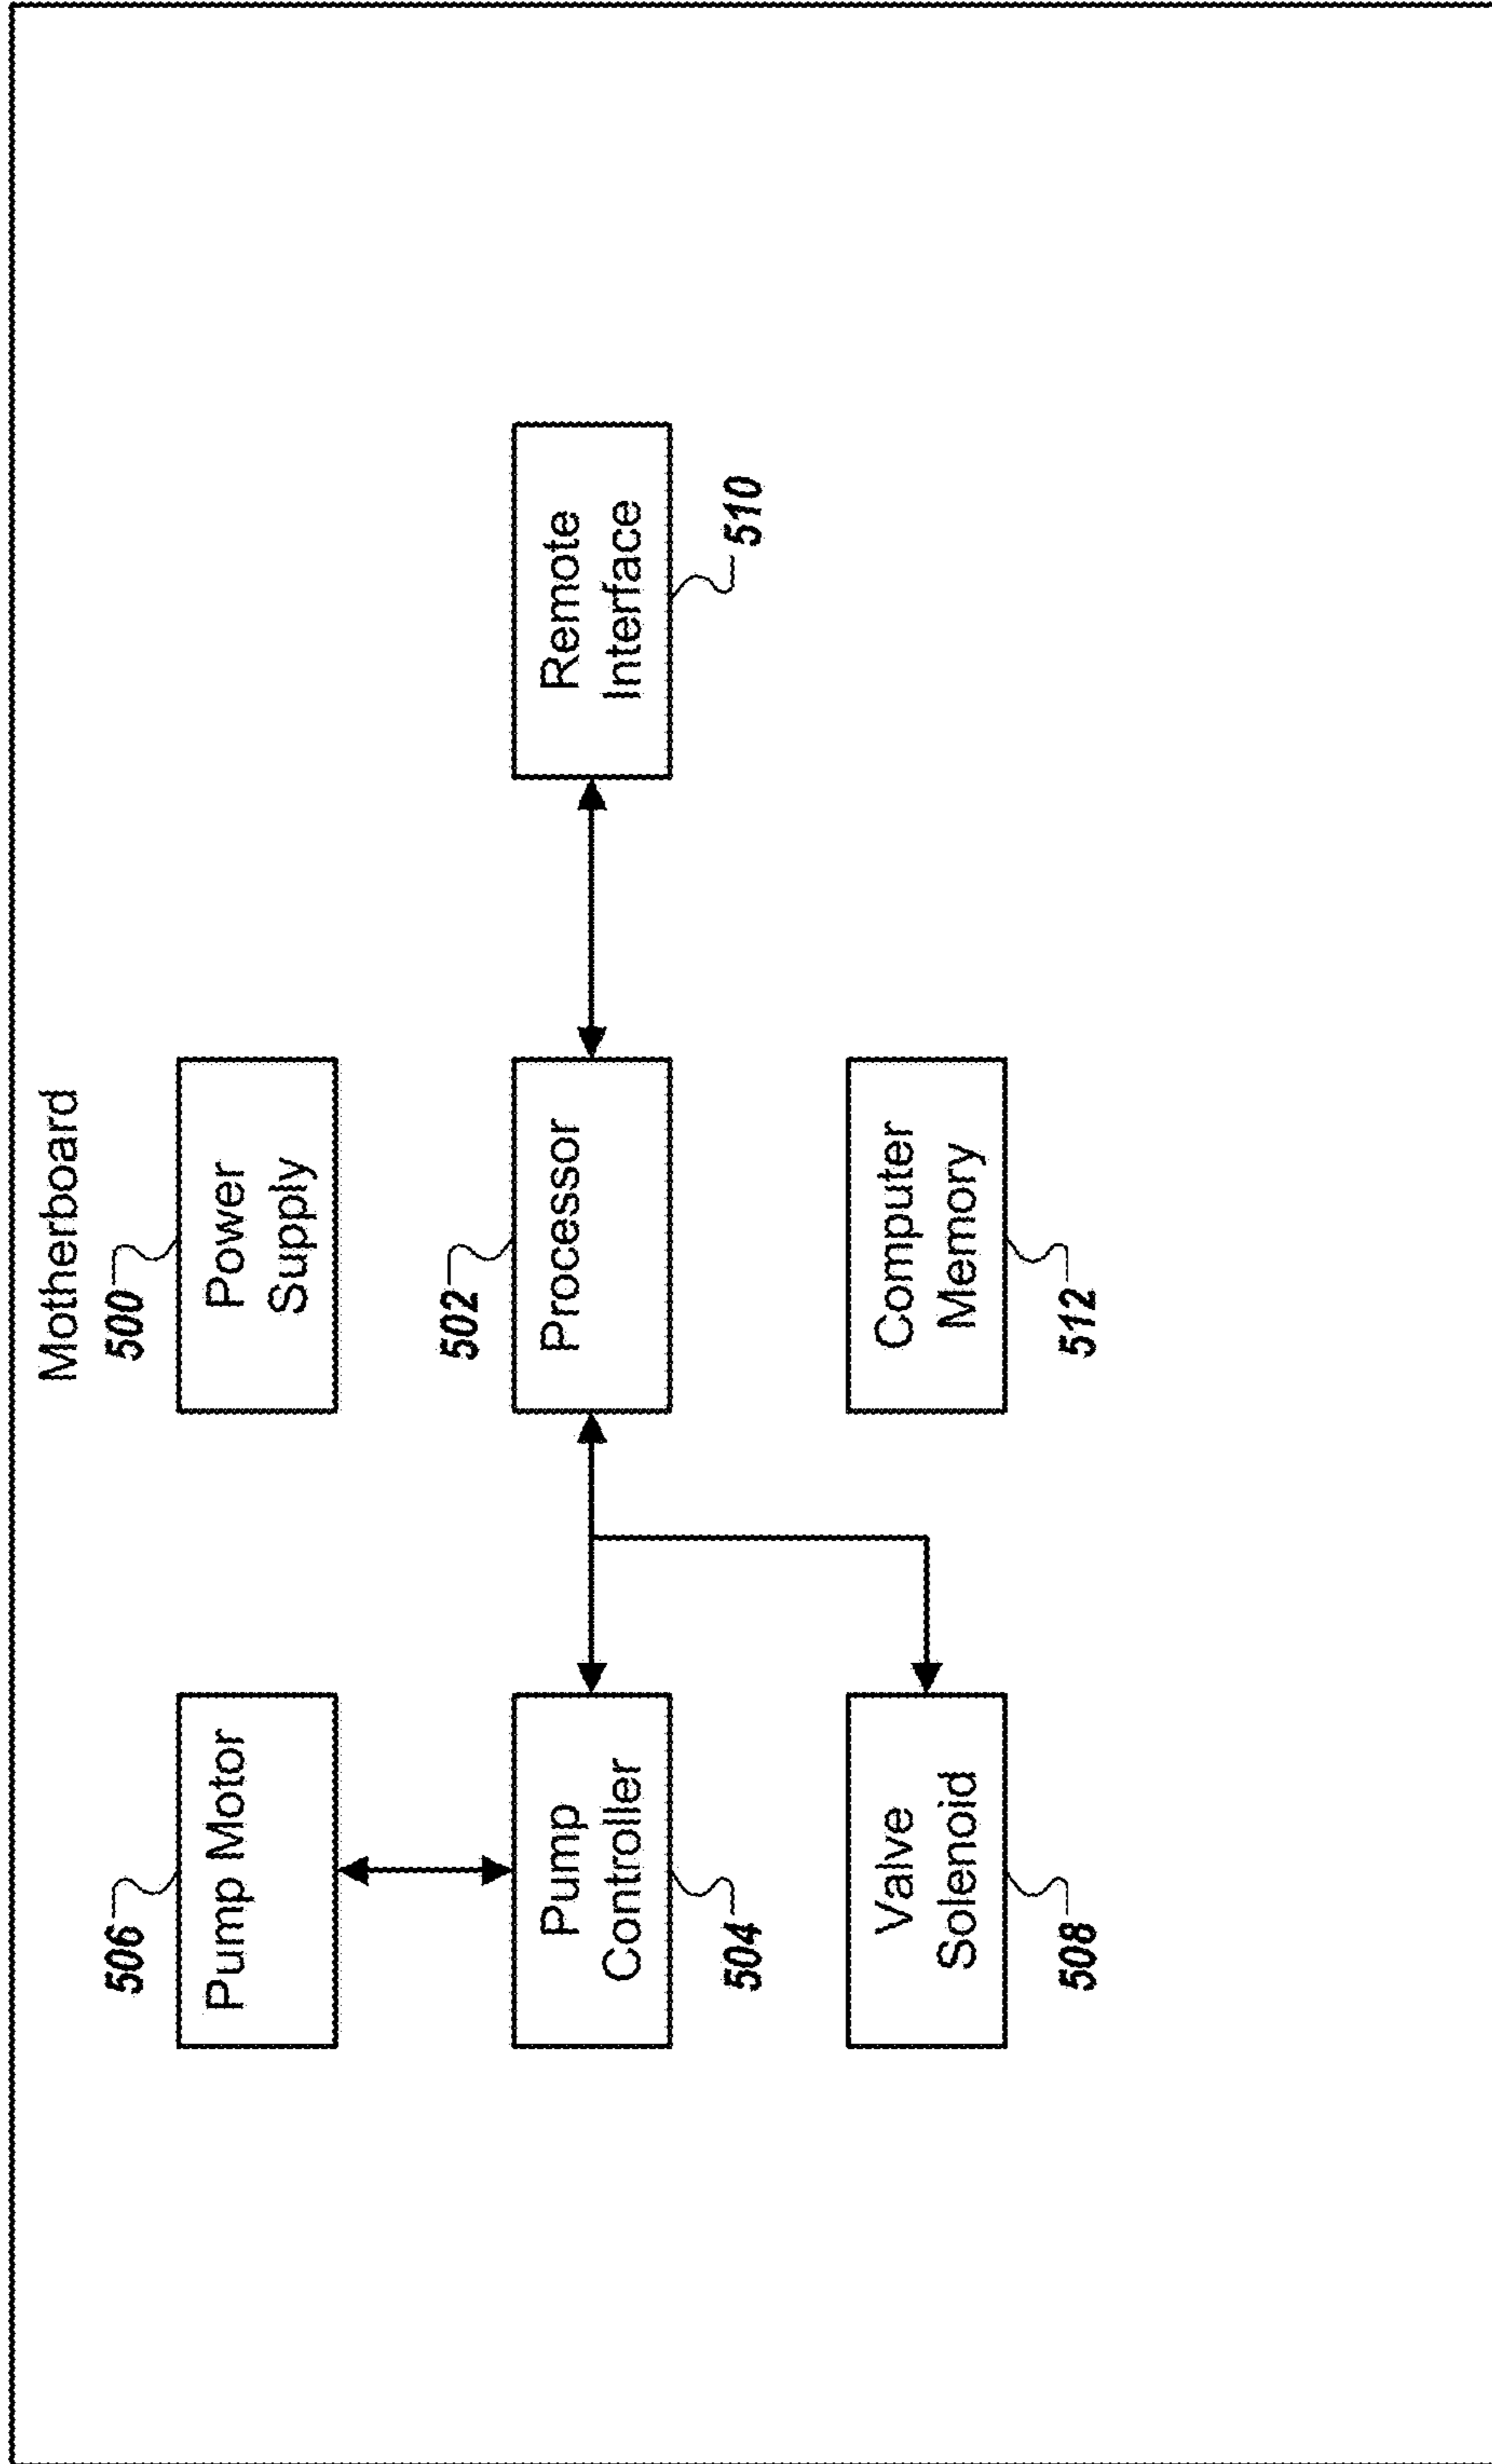 Motherboard
506
Pump Motor
500
Power
Supply
504
Pump
Controller
502
Processor
510
Remote
Interface
508
Valve
Solenoid
512
Computer
Memory